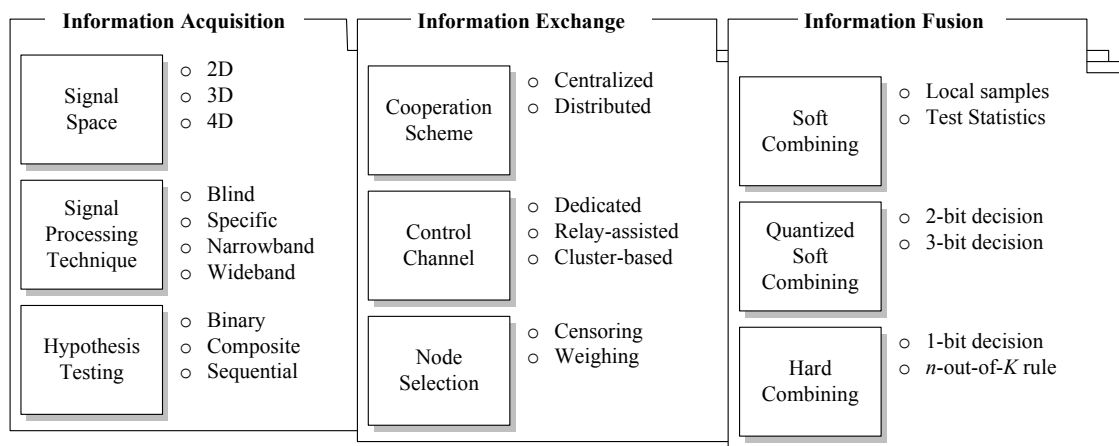 Information Acquisition
Signal
Space
2D
3D
4D
Signal
Processing
Technique
Blind
Specific
Narrowband
Wideband
Hypothesis
Testing
Binary
Composite
Sequential
Information Exchange
Cooperation
Scheme
Centralized
Distributed
Control
Channel
Dedicated
Relay-assisted
Cluster-based
Node
Selection
Censoring
Weighing
Information Fusion
Soft
Combining
Local samples
Test Statistics
Quantized
Soft
Combining
2-bit decision
3-bit decision
Hard
Combining
1-bit decision
n-out-of-K rule